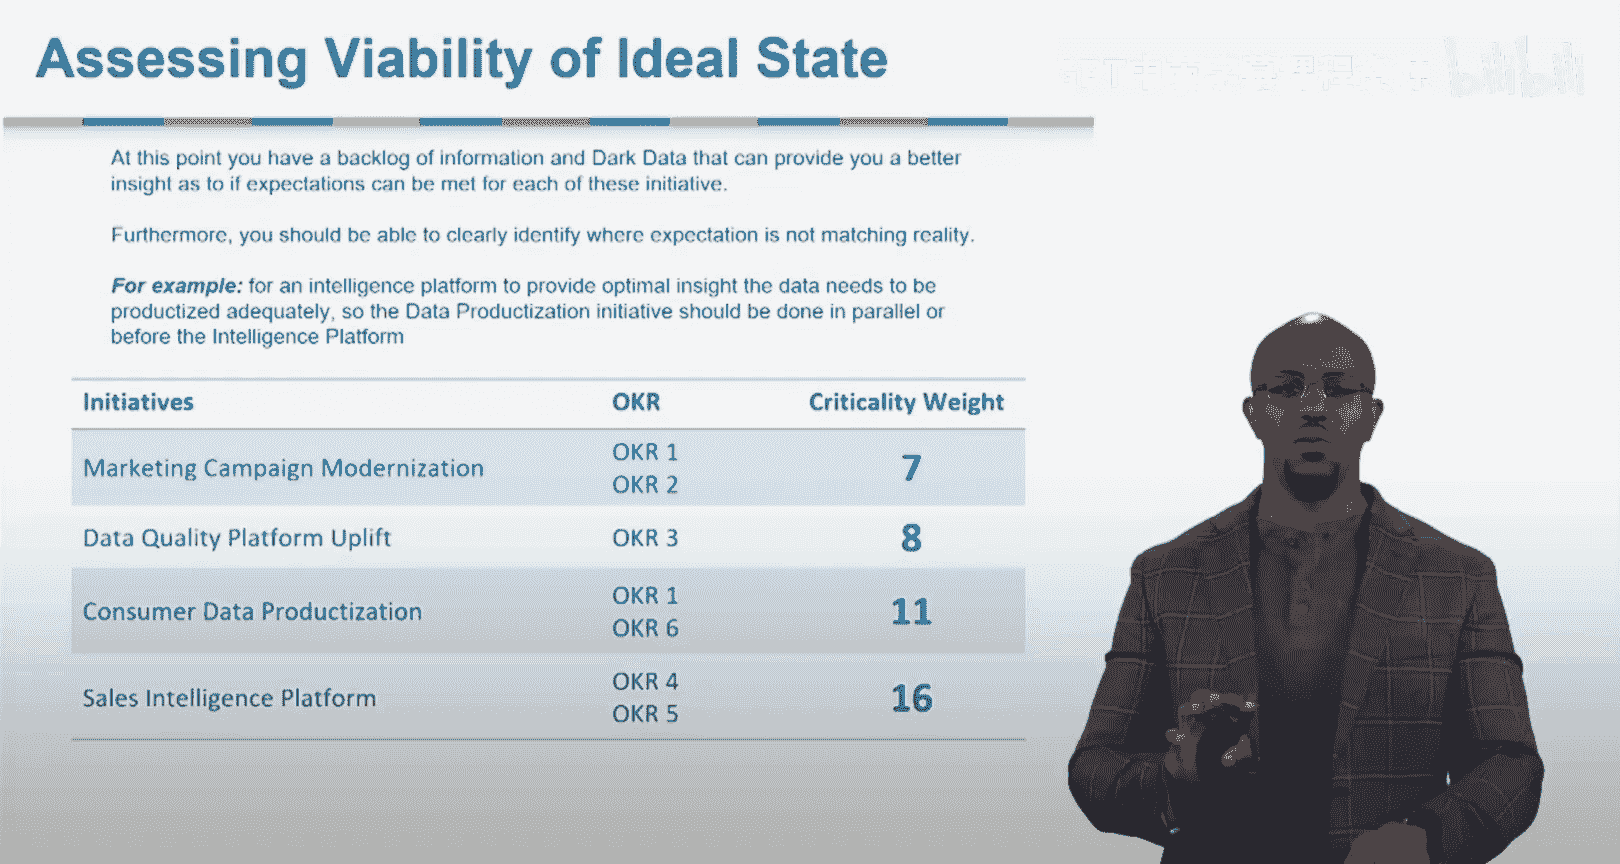 Assessing Viability of Ideal State
bilibili
At this point you have a backlog of information and Dark Data that can provide you a better
insight as to if expectations can be met for each of these initiative.
Furthermore, you should be able to clearly identify where expectation is not matching reality.
For example: for an intelligence platform to provide optimal insight the data needs to be
productized adequately, so the Data Productization initiative should be done in parallel or
before the Intelligence Platform
Initiatives OKR Criticality Weight
Marketing Campaign Modernization OKR 1 7
OKR 2
Data Quality Platform Uplift OKR 3 8
Consumer Data Productization OKR 1 11
OKR 6
Sales Intelligence Platform OKR 4 16
OKR 5